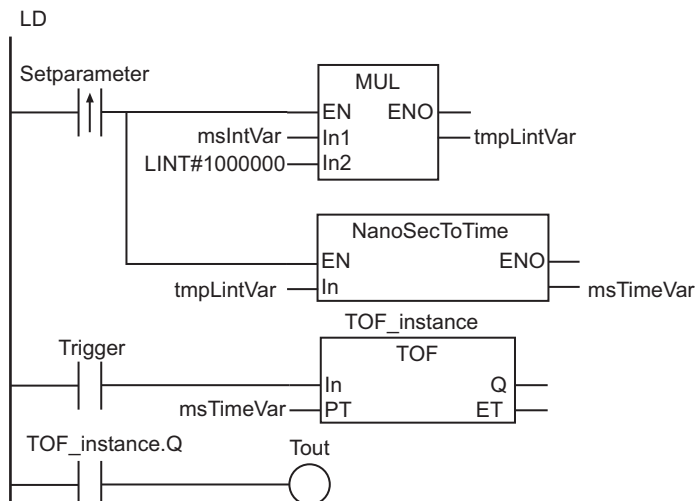 LD
Setparameter
MUL
EN ENO
msIntVar In1 tmpLintVar
LINT#1000000 In2
NanoSecToTime
EN ENO
tmpLintVar In msTimeVar
TOF_instance
Trigger TOF
In Q
msTimeVar PT ET
TOF_instance.Q Tout